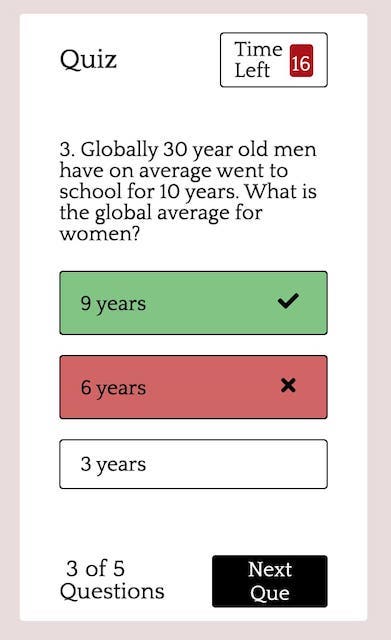 Quiz
Time
Left 16
3. Globally 30 year old men
have on average went to
school for 10 years. What is
the global average for
women?
9 years
6 years
3 years
3 of 5
Questions
Next
Que